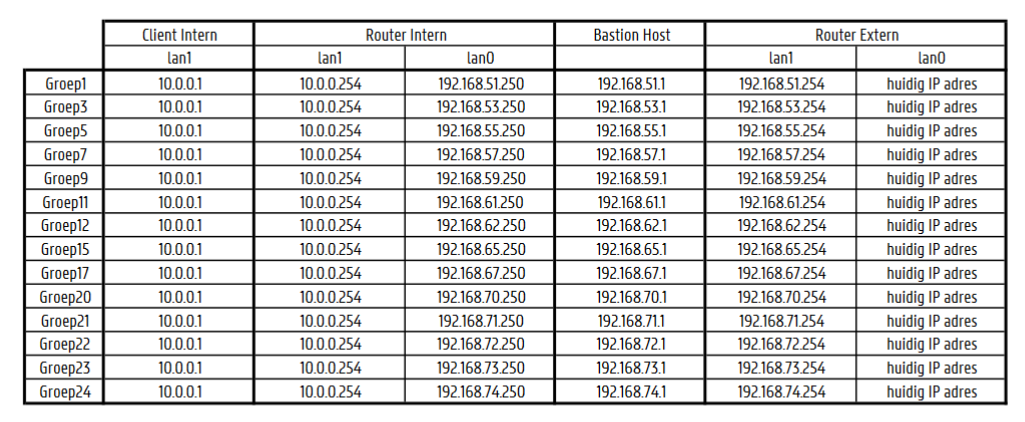 Client Intern Router Intern Bastion Host Router Extern
lan1 lan1 lan0 lan1 lan0
Groep1 10.0.0.1 10.0.0.254 192.168.51.250 192.168.51.1 192.168.51.254 huidig IP adres
Groep3 10.0.0.1 10.0.0.254 192.168.53.250 192.168.53.1 192.168.53.254 huidig IP adres
Groep5 10.0.0.1 10.0.0.254 192.168.55.250 192.168.55.1 192.168.55.254 huidig IP adres
Groep7 10.0.0.1 10.0.0.254 192.168.57.250 192.168.57.1 192.168.57.254 huidig IP adres
Groep9 10.0.0.1 10.0.0.254 192.168.59.250 192.168.59.1 192.168.59.254 huidig IP adres
Groep11 10.0.0.1 10.0.0.254 192.168.61.250 192.168.61.1 192.168.61.254 huidig IP adres
Groep12 10.0.0.1 10.0.0.254 192.168.62.250 192.168.62.1 192.168.62.254 huidig IP adres
Groep15 10.0.0.1 10.0.0.254 192.168.65.250 192.168.65.1 192.168.65.254 huidig IP adres
Groep17 10.0.0.1 10.0.0.254 192.168.67.250 192.168.67.1 192.168.67.254 huidig IP adres
Groep20 10.0.0.1 10.0.0.254 192.168.70.250 192.168.70.1 192.168.70.254 huidig IP adres
Groep21 10.0.0.1 10.0.0.254 192.168.71.250 192.168.71.1 192.168.71.254 huidig IP adres
Groep22 10.0.0.1 10.0.0.254 192.168.72.250 192.168.72.1 192.168.72.254 huidig IP adres
Groep23 10.0.0.1 10.0.0.254 192.168.73.250 192.168.73.1 192.168.73.254 huidig IP adres
Groep24 10.0.0.1 10.0.0.254 192.168.74.250 192.168.74.1 192.168.74.254 huidig IP adres